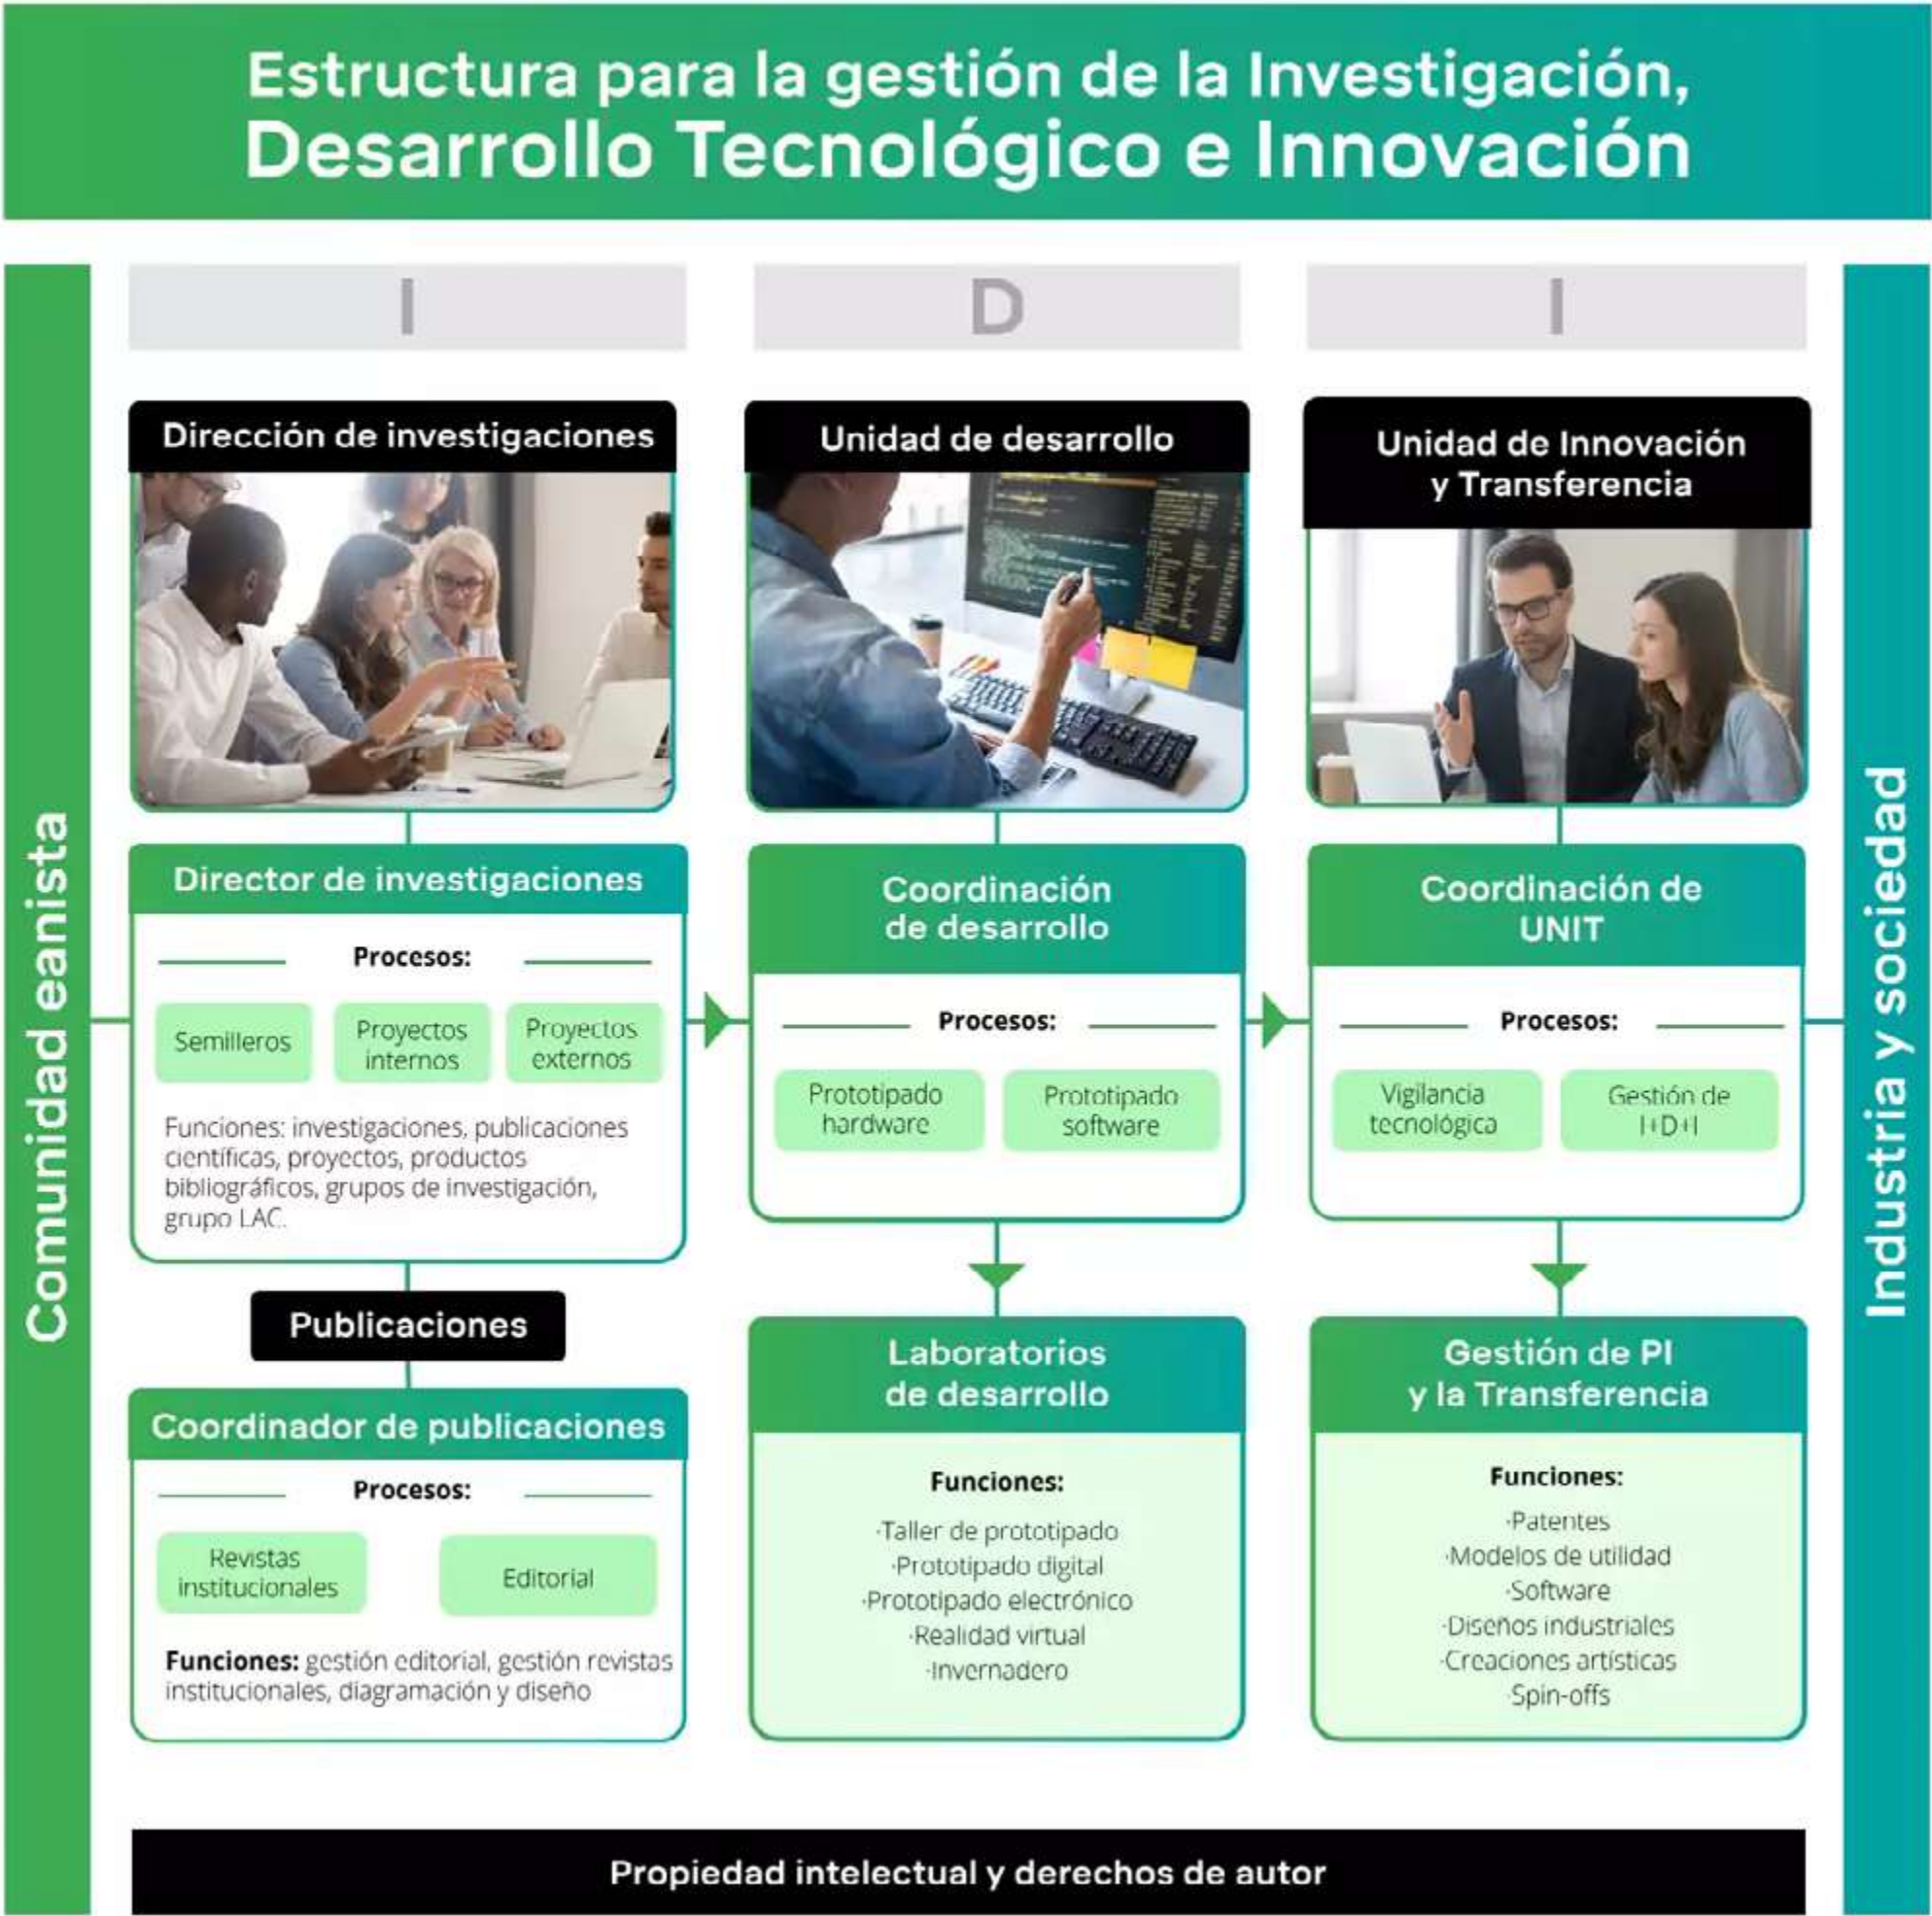 Estructura para la gestión de la Investigación,
Desarrollo Tecnológico e Innovación
Comunidad eanista
I
Dirección de investigaciones
Director de investigaciones
Procesos:
Semilleros
Proyectos
internos
Proyectos
externos
Funciones: investigaciones, publicaciones
científicas, proyectos, productos
bibliográficos, grupos de investigación,
grupo LAC.
Publicaciones
Coordinador de publicaciones
Procesos:
Revistas
institucionales
Editorial
Funciones: gestión editorial, gestión revistas
institucionales, diagramación y diseño
D
Unidad de desarrollo
Coordinación
de desarrollo
Procesos:
Prototipado
hardware
Prototipado
software
Laboratorios
de desarrollo
Funciones:
·Taller de prototipado
·Prototipado digital
·Prototipado electrónico
·Realidad virtual
·Invernadero
I
Unidad de Innovación
y Transferencia
Coordinación de
UNIT
Procesos:
Vigilancia
tecnológica
Gestión de
I+D+I
Gestión de PI
y la Transferencia
Funciones:
·Patentes
·Modelos de utilidad
·Software
·Diseños industriales
·Creaciones artísticas
·Spin-offs
Industria y sociedad
Propiedad intelectual y derechos de autor